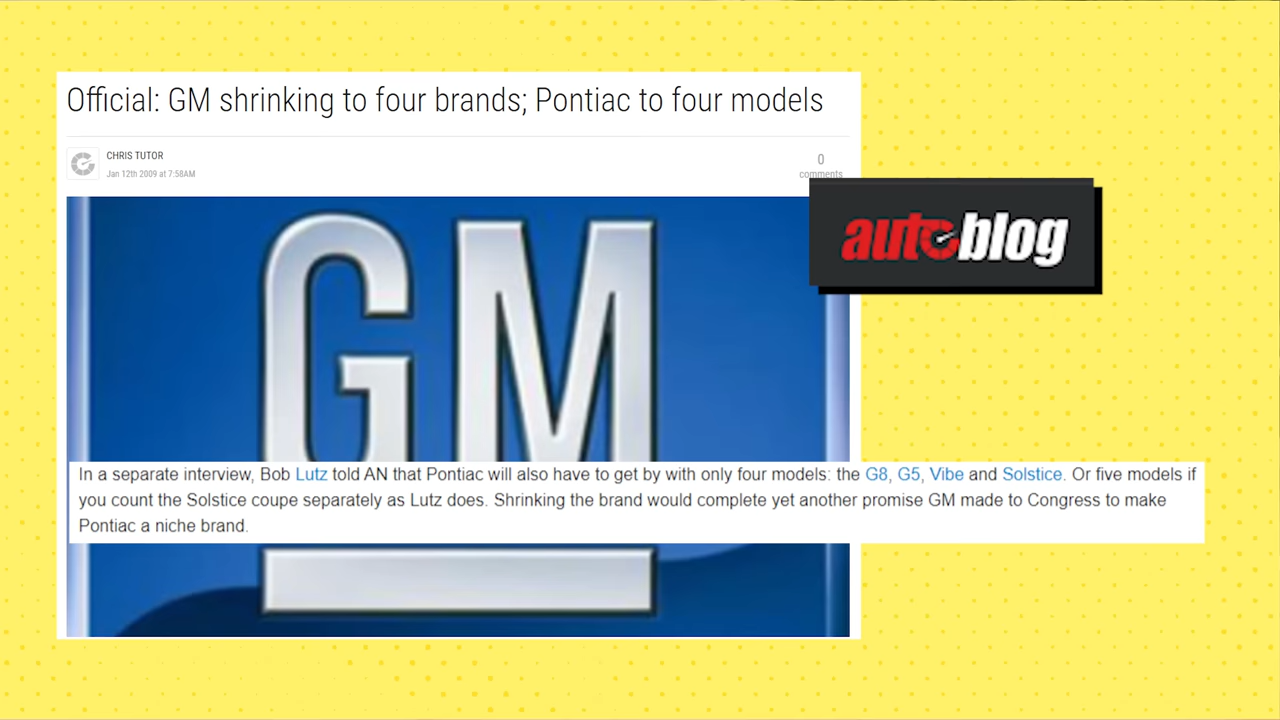 Official: GM shrinking to four brands; Pontiac to four models
CHRIS TUTOR
Jan 12th 2009 at 7:58AM
0
comments
autoblog
GM
In a separate interview, Bob Lutz told AN that Pontiac will also have to get by with only four models: the G8, G5, Vibe and Solstice. Or five models if
you count the Solstice coupe separately as Lutz does. Shrinking the brand would complete yet another promise GM made to Congress to make
Pontiac a niche brand.